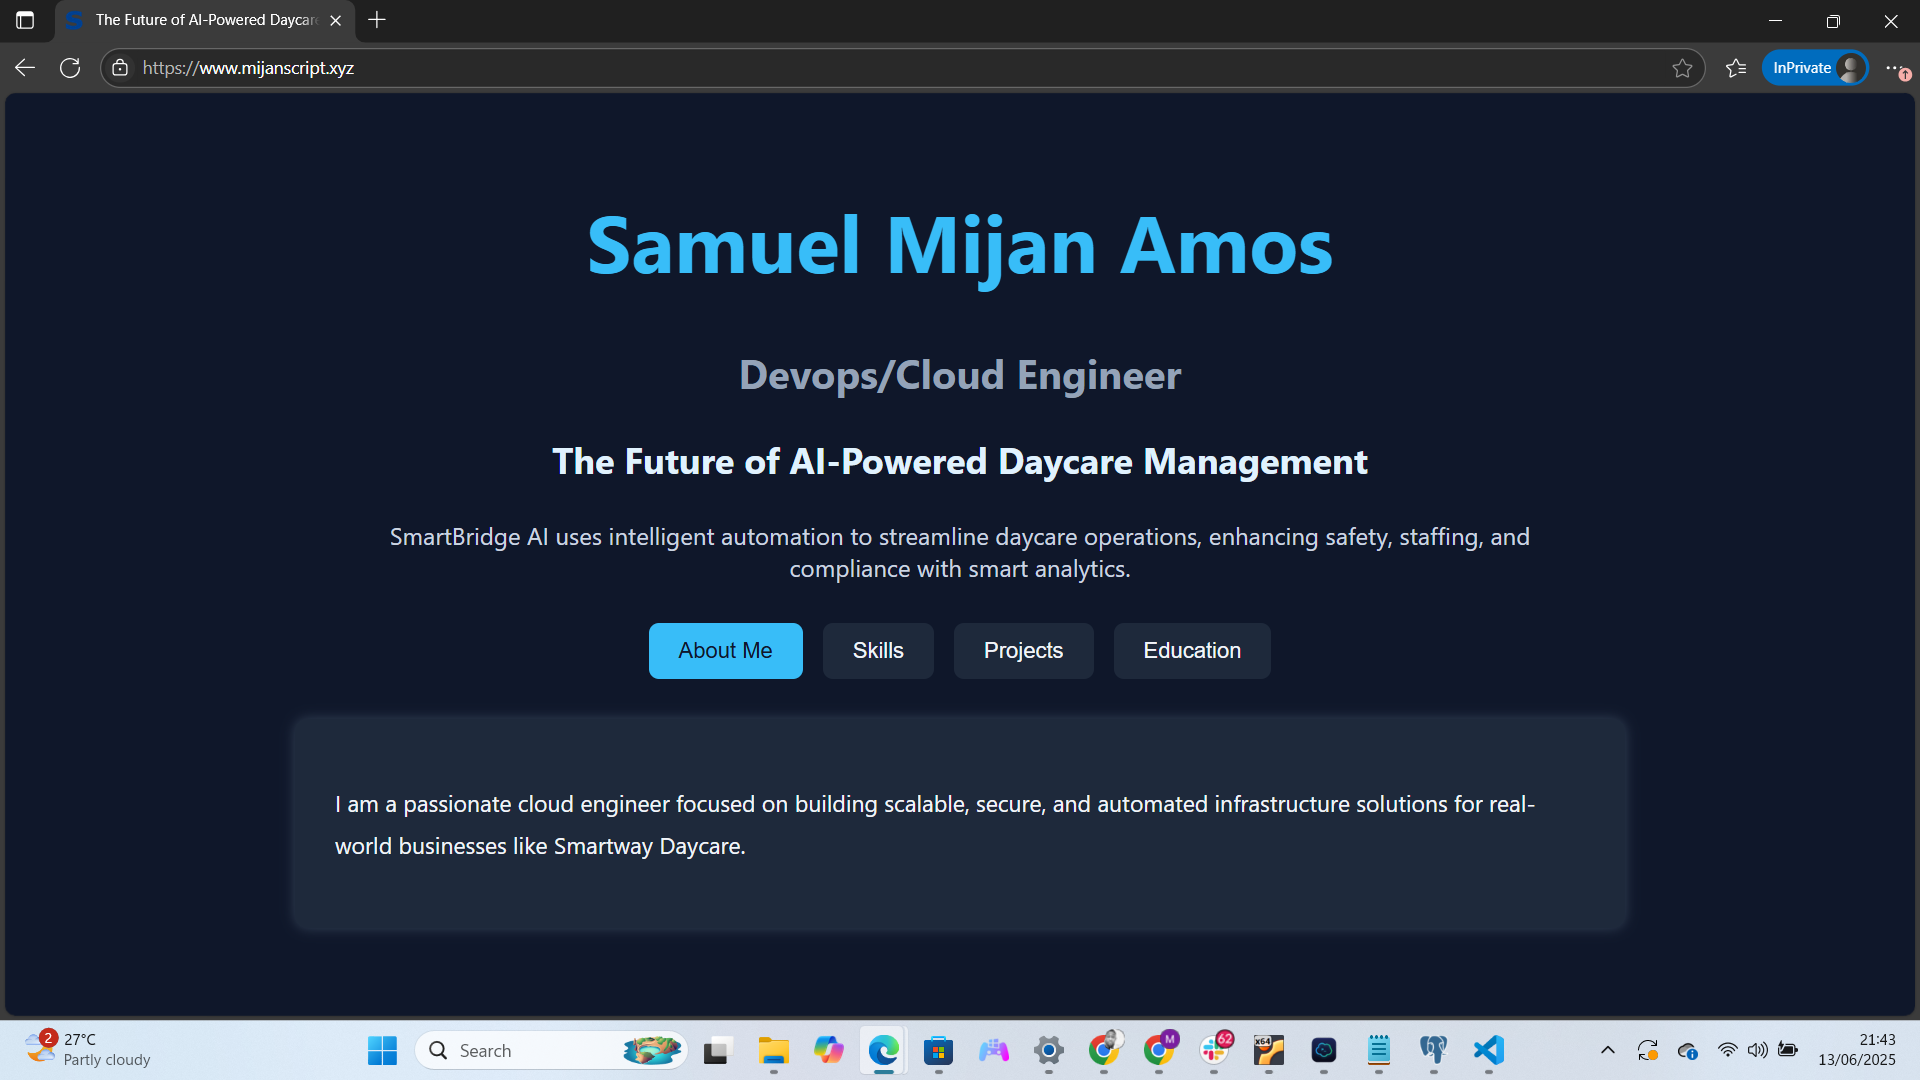 The Future of AI-Powered Daycare
https://www.mijanscript.xyz
InPrivate
Samuel Mijan Amos
Devops/Cloud Engineer
The Future of AI-Powered Daycare Management
SmartBridge AI uses intelligent automation to streamline daycare operations, enhancing safety, staffing, and
compliance with smart analytics.
About Me Skills Projects Education
I am a passionate cloud engineer focused on building scalable, secure, and automated infrastructure solutions for real-
world businesses like Smartway Daycare.
2
27°C
Partly cloudy
Search
M
62
X64
21:43
13/06/2025